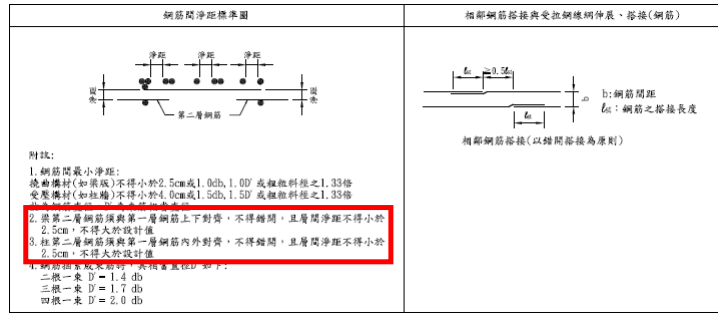 鋼筋間淨距標準圖
相鄰鋼筋搭接與受拉鋼線網伸展、搭接(鋼筋)
淨距 淨距 淨距
淨距
淨距
第二層鋼筋
附註:
1.鋼筋間最小淨距:
撓曲構材(如梁版)不得小於2.5cm或1.0db,1.0D'或粗粒料徑之1.33倍
受壓構材(如柱牆)不得小於4.0cm或1.5db,1.5D'或粗粒料徑之1.33倍
2.梁第二層鋼筋須與第一層鋼筋上下對齊,不得錯開,且層間淨距不得小於
2.5cm,不得大於設計值
3.柱第二層鋼筋須與第一層鋼筋內外對齊,不得錯開,且層間淨距不得小於
2.5cm,不得大於設計值
二根一束 D'= 1.4 db
三根一束 D'= 1.7 db
四根一束 D'= 2.0 db
ℓst ≥0.5ℓst
b
ℓst
b:鋼筋間距
ℓst:鋼筋之搭接長度
相鄰鋼筋搭接(以錯開搭接為原則)